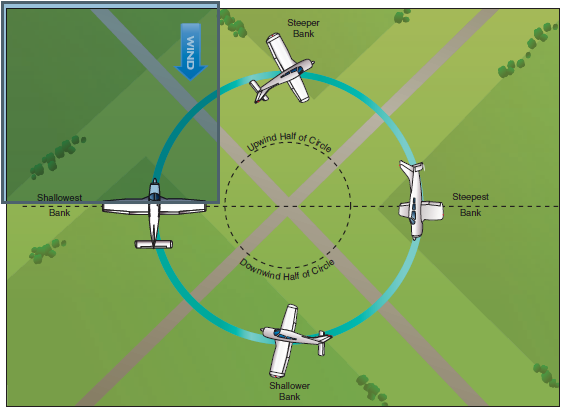 Steeper
Bank
WIND
Upwind Half of Circle
Shallowest
Bank
Steepest
Bank
Downwind Half of Circle
Shallower
Bank